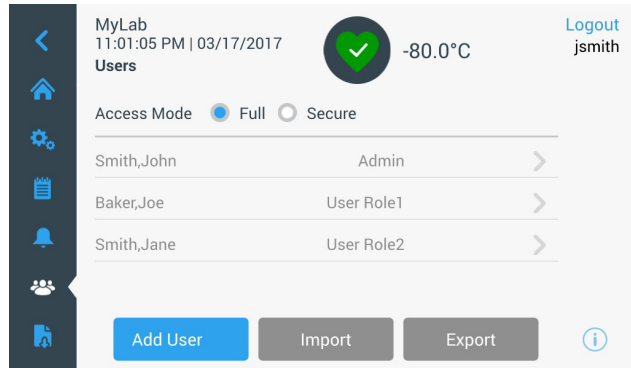 MyLab
11:01:05 PM | 03/17/2017
Users
-80.0°C
Logout
jsmith
Access Mode Full Secure
Smith,John Admin
Baker,Joe User Role1
Smith,Jane User Role2
Add User Import Export